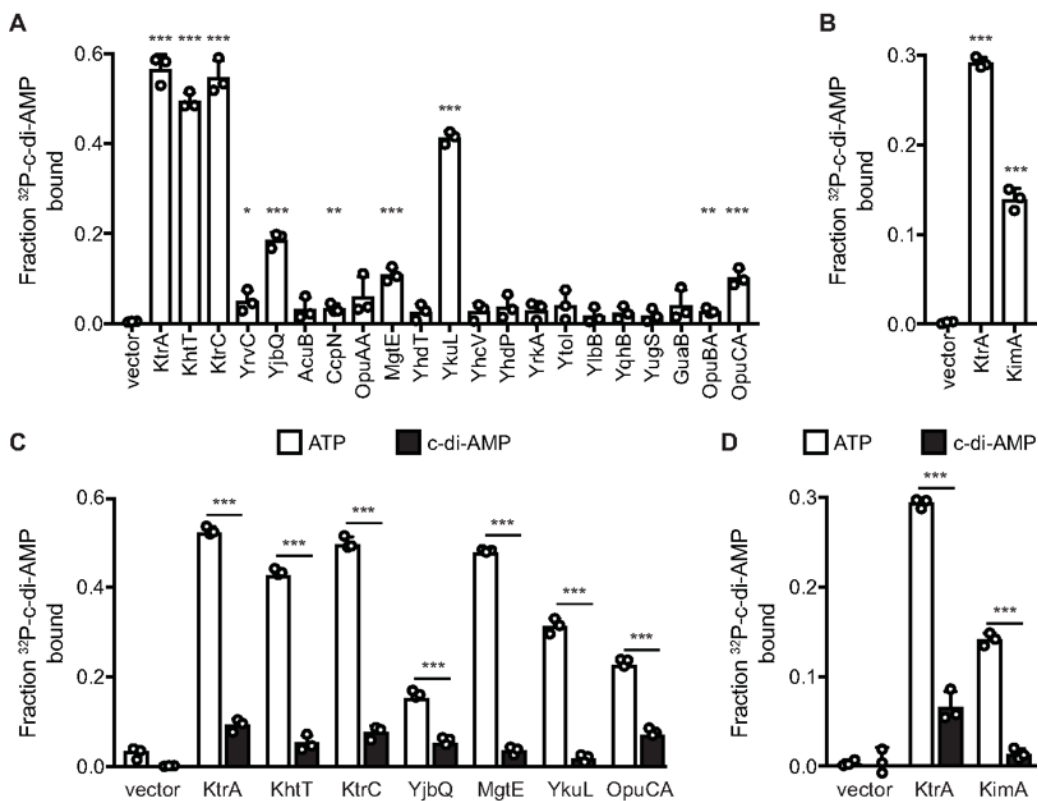 A
Fraction ³²P-c-di-AMP
bound
0.6
0.4
0.2
0.0
*** *** *** * *** ** *** *** ** ***
vector
KtrA
KhtT
KtrC
YrvC
YjbQ
AcuB
CcpN
OpuAA
MgtE
YhdT
YkuL
YhcV
YhdP
YrkA
Ytol
YlbB
YqhB
YugS
GuaB
OpuBA
OpuCA
B
Fraction ³²P-c-di-AMP
bound
0.3
0.2
0.1
0.0
*** ***
vector
KtrA
KimA
C
ATP c-di-AMP
Fraction ³²P-c-di-AMP
bound
0.6
0.4
0.2
0.0
*** *** *** *** *** *** ***
vector KtrA KhtT KtrC YjbQ MgtE YkuL OpuCA
D
ATP c-di-AMP
Fraction ³²P-c-di-AMP
bound
0.3
0.2
0.1
0.0
*** ***
vector KtrA KimA